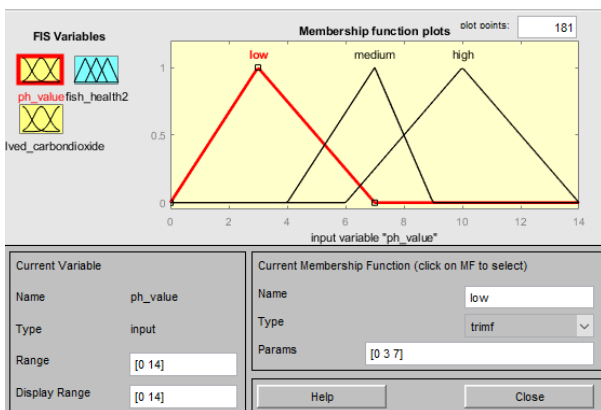 FIS Variables
Membership function plots
plot points:
181
ph_value
fish_health2
lved_carbondioxide
low
medium
high
1
0.5
0
0 2 4 6 8 10 12 14
input variable "ph_value"
Current Variable
Name ph_value
Type input
Range [0 14]
Display Range [0 14]
Current Membership Function (click on MF to select)
Name low
Type trimf
Params [0 3 7]
Help
Close